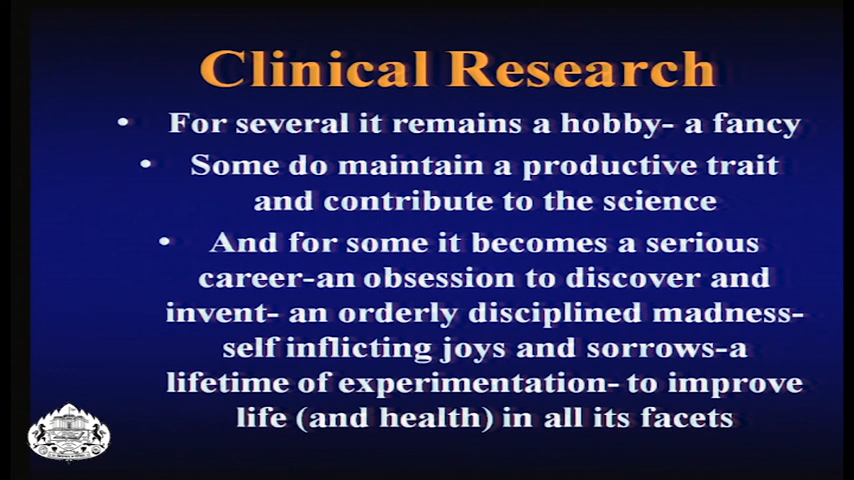 Clinical Research
• For several it remains a hobby- a fancy
• Some do maintain a productive trait
and contribute to the science
• And for some it becomes a serious
career-an obsession to discover and
invent- an orderly disciplined madness-
self inflicting joys and sorrows-a
lifetime of experimentation- to improve
life (and health) in all its facets